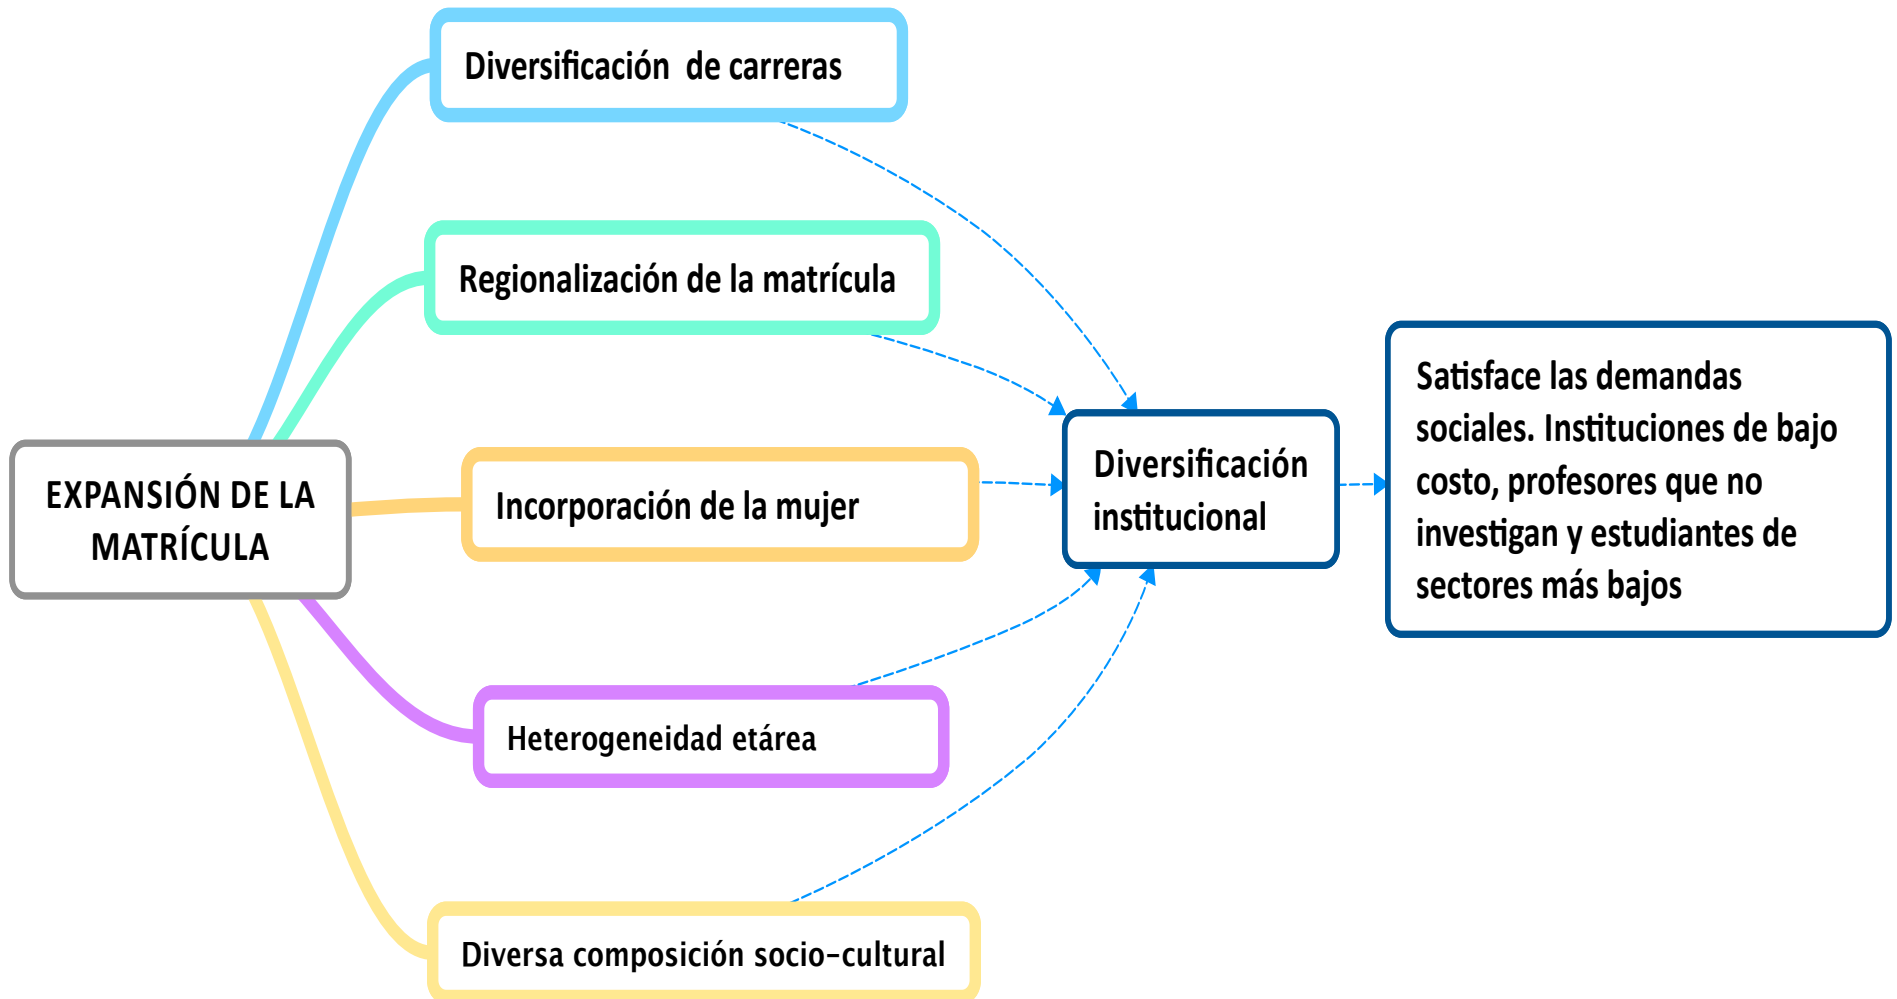 Diversificación de carreras
Regionalización de la matrícula
EXPANSIÓN DE LA
MATRÍCULA
Incorporación de la mujer
Heterogeneidad etárea
Diversa composición socio-cultural
Diversificación
institucional
Satisface las demandas
sociales. Instituciones de bajo
costo, profesores que no
investigan y estudiantes de
sectores más bajos